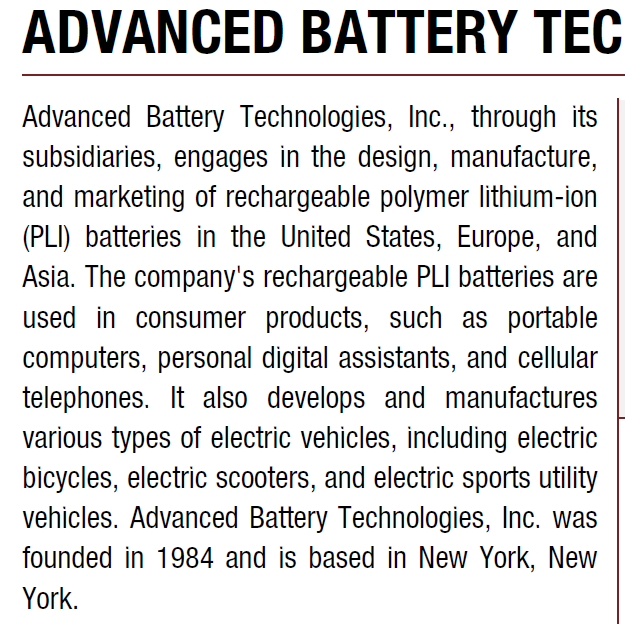 ADVANCED BATTERY TEC
Advanced Battery Technologies, Inc., through its
subsidiaries, engages in the design, manufacture,
and marketing of rechargeable polymer lithium-ion
(PLI) batteries in the United States, Europe, and
Asia. The company's rechargeable PLI batteries are
used in consumer products, such as portable
computers, personal digital assistants, and cellular
telephones. It also develops and manufactures
various types of electric vehicles, including electric
bicycles, electric scooters, and electric sports utility
vehicles. Advanced Battery Technologies, Inc. was
founded in 1984 and is based in New York, New
York.